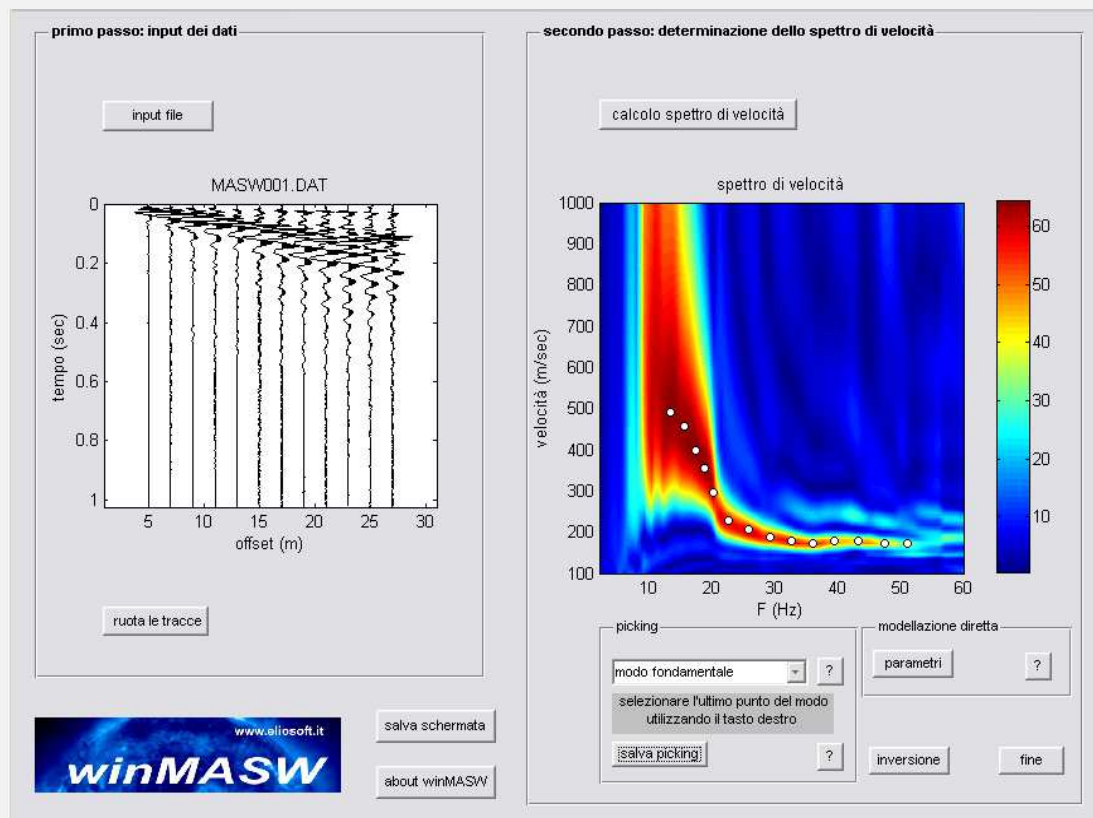 primo passo: input dei dati
input file
MASW001.DAT
0
0.2
0.4
0.6
0.8
1
tempo (sec)
5
10
15
20
25
30
offset (m)
ruota le tracce
www.eliosoft.it
winMASW
salva schermata
about winMASW
secondo passo: determinazione dello spettro di velocità
calcolo spettro di velocità
spettro di velocità
1000
900
800
700
600
500
400
300
200
100
velocità (m/sec)
10
20
30
40
50
60
F (Hz)
60
50
40
30
20
10
picking
modo fondamentale
?
selezionare l'ultimo punto del modo
utilizzando il tasto destro
salva picking
?
modellazione diretta
parametri
?
inversione
fine